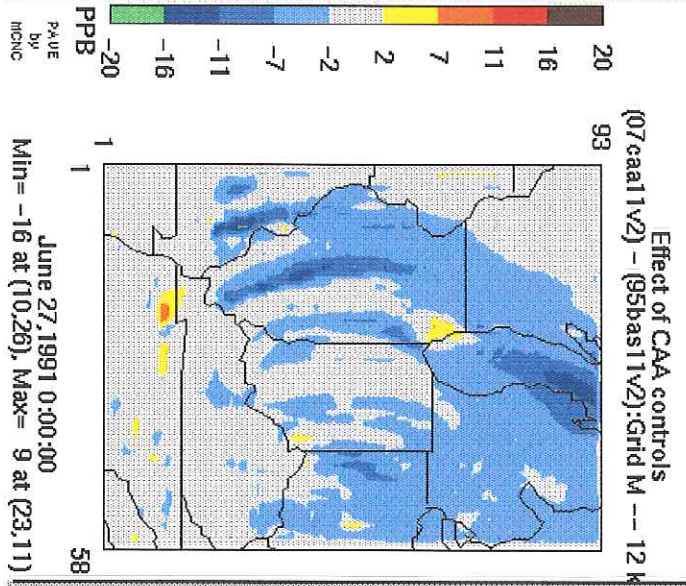 Effect of CAA controls
(07caa11v2) - (95bas11v2):Grid M -- 12 k
20
16
11
7
2
-2
-7
-11
-16
-20
PPB
PAVE
by
MCNC
93
1
1
58
June 27,1991 0:00:00
Min= -16 at (10,26), Max= 9 at (23,11)